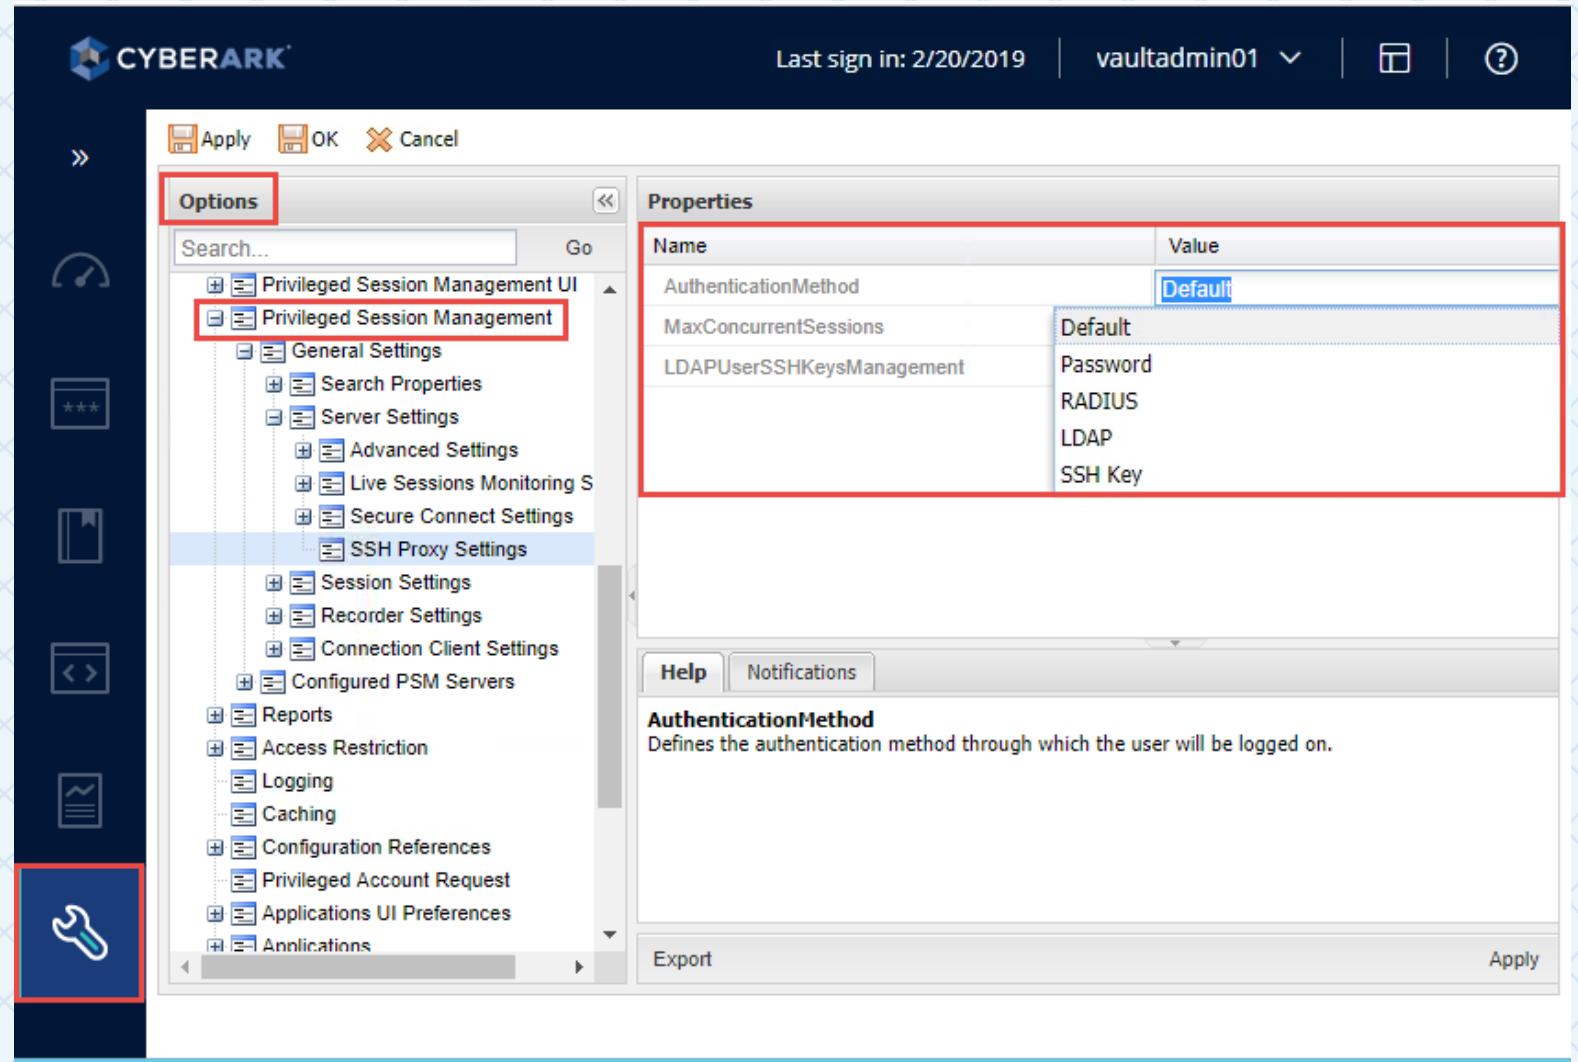 CYBERARK
Last sign in: 2/20/2019
vaultadmin01
Apply
OK
Cancel
Options
Search...
Go
Privileged Session Management UI
Privileged Session Management
General Settings
Search Properties
Server Settings
Advanced Settings
Live Sessions Monitoring S
Secure Connect Settings
SSH Proxy Settings
Session Settings
Recorder Settings
Connection Client Settings
Configured PSM Servers
Reports
Access Restriction
Logging
Caching
Configuration References
Privileged Account Request
Applications UI Preferences
Applications
Properties
Name Value
AuthenticationMethod Default
MaxConcurrentSessions
LDAPUserSSHKeysManagement
Default
Password
RADIUS
LDAP
SSH Key
Help
Notifications
AuthenticationMethod
Defines the authentication method through which the user will be logged on.
Export
Apply